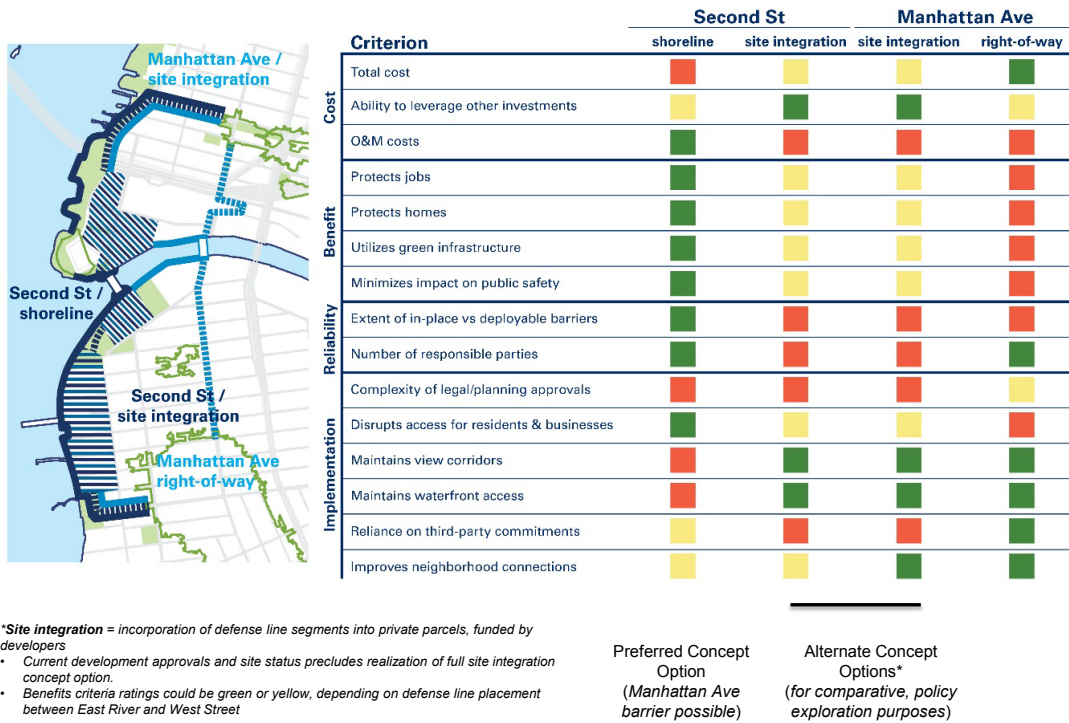 Manhattan Ave /
site integration
Second St /
shoreline
Second St /
site integration
Manhattan Ave
right-of-way
Second St
Manhattan Ave
Criterion
shoreline
site integration
site integration
right-of-way
Cost
Total cost
Ability to leverage other investments
O&M costs
Benefit
Protects jobs
Protects homes
Utilizes green infrastructure
Minimizes impact on public safety
Reliability
Extent of in-place vs deployable barriers
Number of responsible parties
Implementation
Complexity of legal/planning approvals
Disrupts access for residents & businesses
Maintains view corridors
Maintains waterfront access
Reliance on third-party commitments
Improves neighborhood connections
*Site integration = incorporation of defense line segments into private parcels, funded by
developers
• Current development approvals and site status precludes realization of full site integration
concept option.
• Benefits criteria ratings could be green or yellow, depending on defense line placement
between East River and West Street
Preferred Concept
Option
(Manhattan Ave
barrier possible)
Alternate Concept
Options*
(for comparative, policy
exploration purposes)